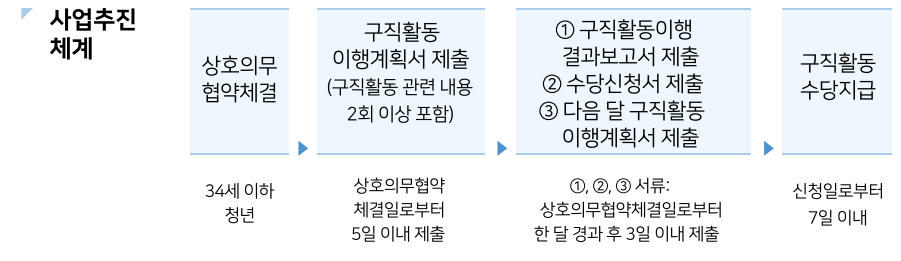 사업추진
체계
상호의무
협약체결
34세 이하
청년
구직활동
이행계획서 제출
(구직활동 관련 내용
2회 이상 포함)
상호의무협약
체결일로부터
5일 이내 제출
① 구직활동이행
결과보고서 제출
② 수당신청서 제출
③ 다음 달 구직활동
이행계획서 제출
①, ②, ③ 서류:
상호의무협약체결일로부터
한 달 경과 후 3일 이내 제출
구직활동
수당지급
신청일로부터
7일 이내